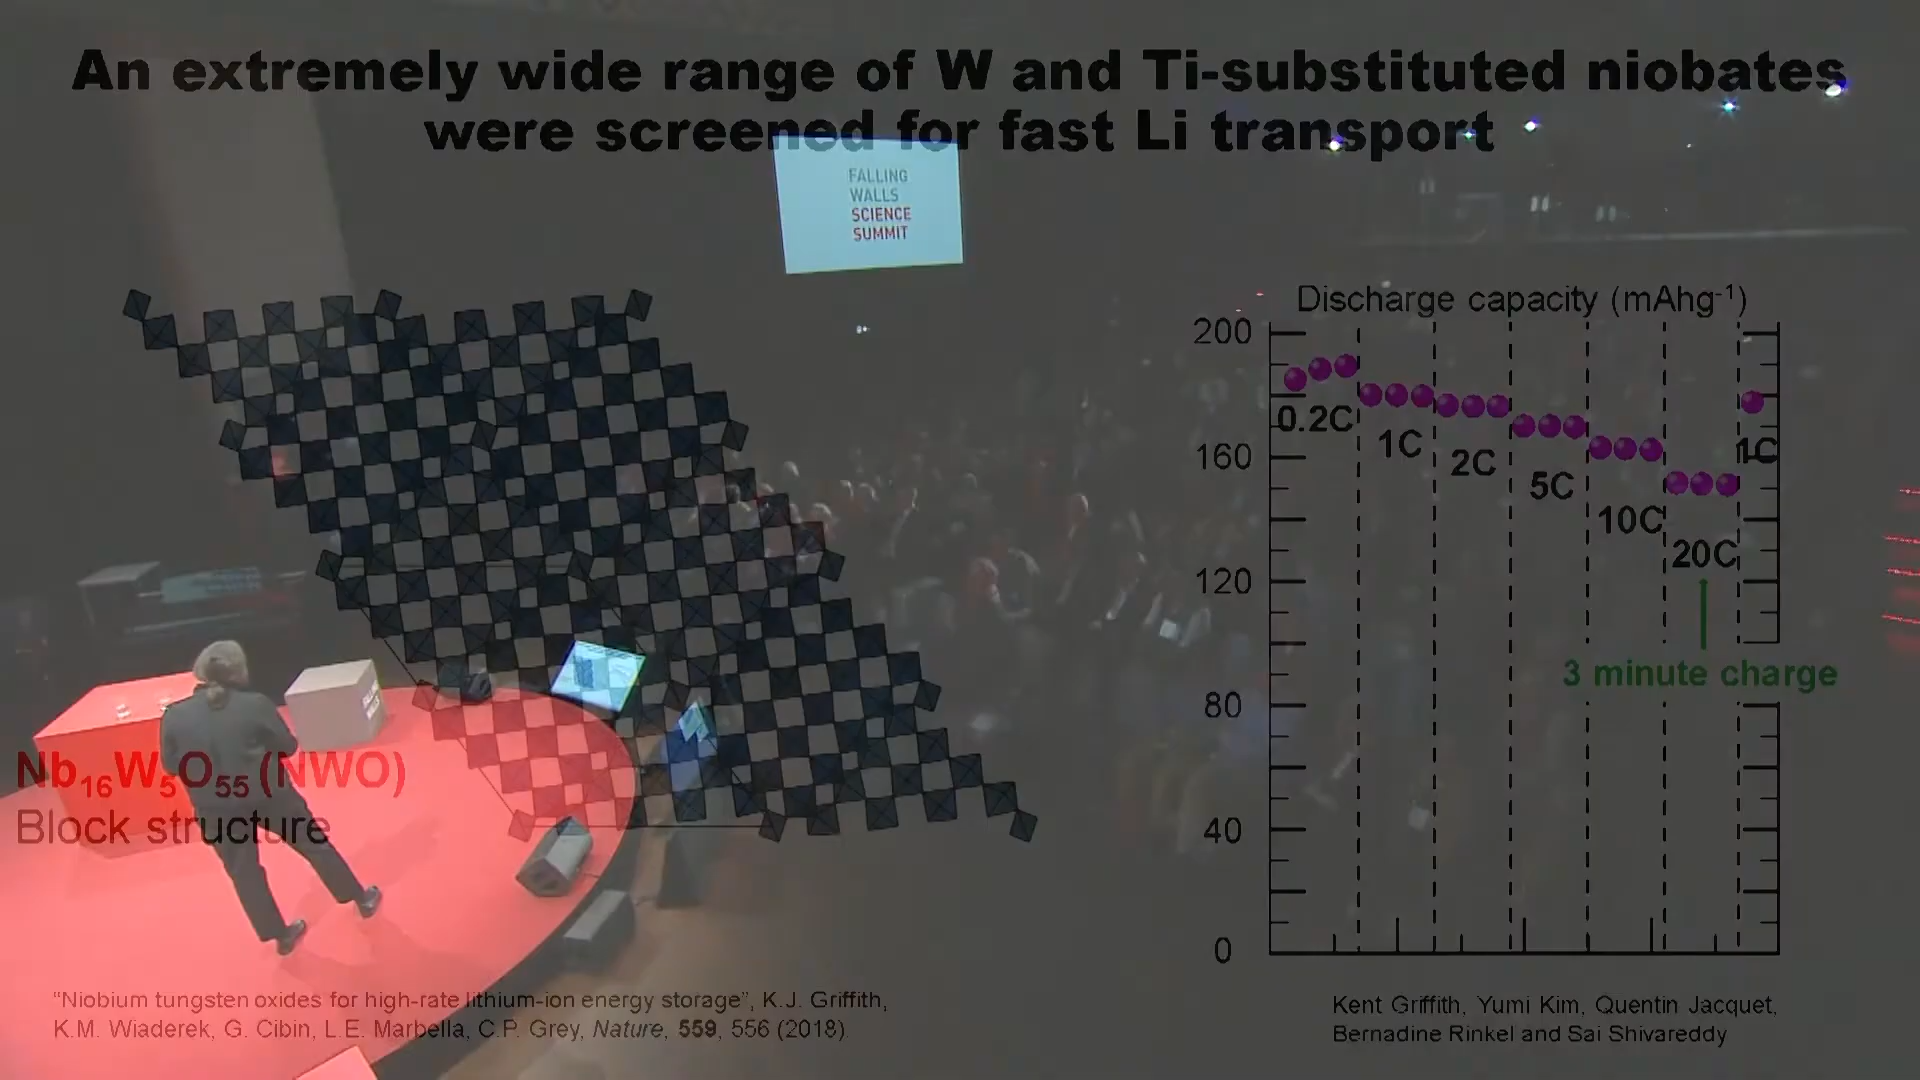 An extremely wide range of W and Ti-substituted niobates
were screened for fast Li transport
FALLING
WALLS
SCIENCE
SUMMIT
Discharge capacity (mAhg⁻¹)
200
160
120
80
40
0
0.2C
1C
2C
5C
10C
20C
1C
3 minute charge
FALLING
WALLS
Nb₁₆W₅O₅₅ (NWO)
Block structure
“Niobium tungsten oxides for high-rate lithium-ion energy storage”, K.J. Griffith,
K.M. Wiaderek, G. Cibin, L.E. Marbella, C.P. Grey, Nature, 559, 556 (2018)
Kent Griffith, Yumi Kim, Quentin Jacquet,
Bernadine Rinkel and Sai Shivareddy